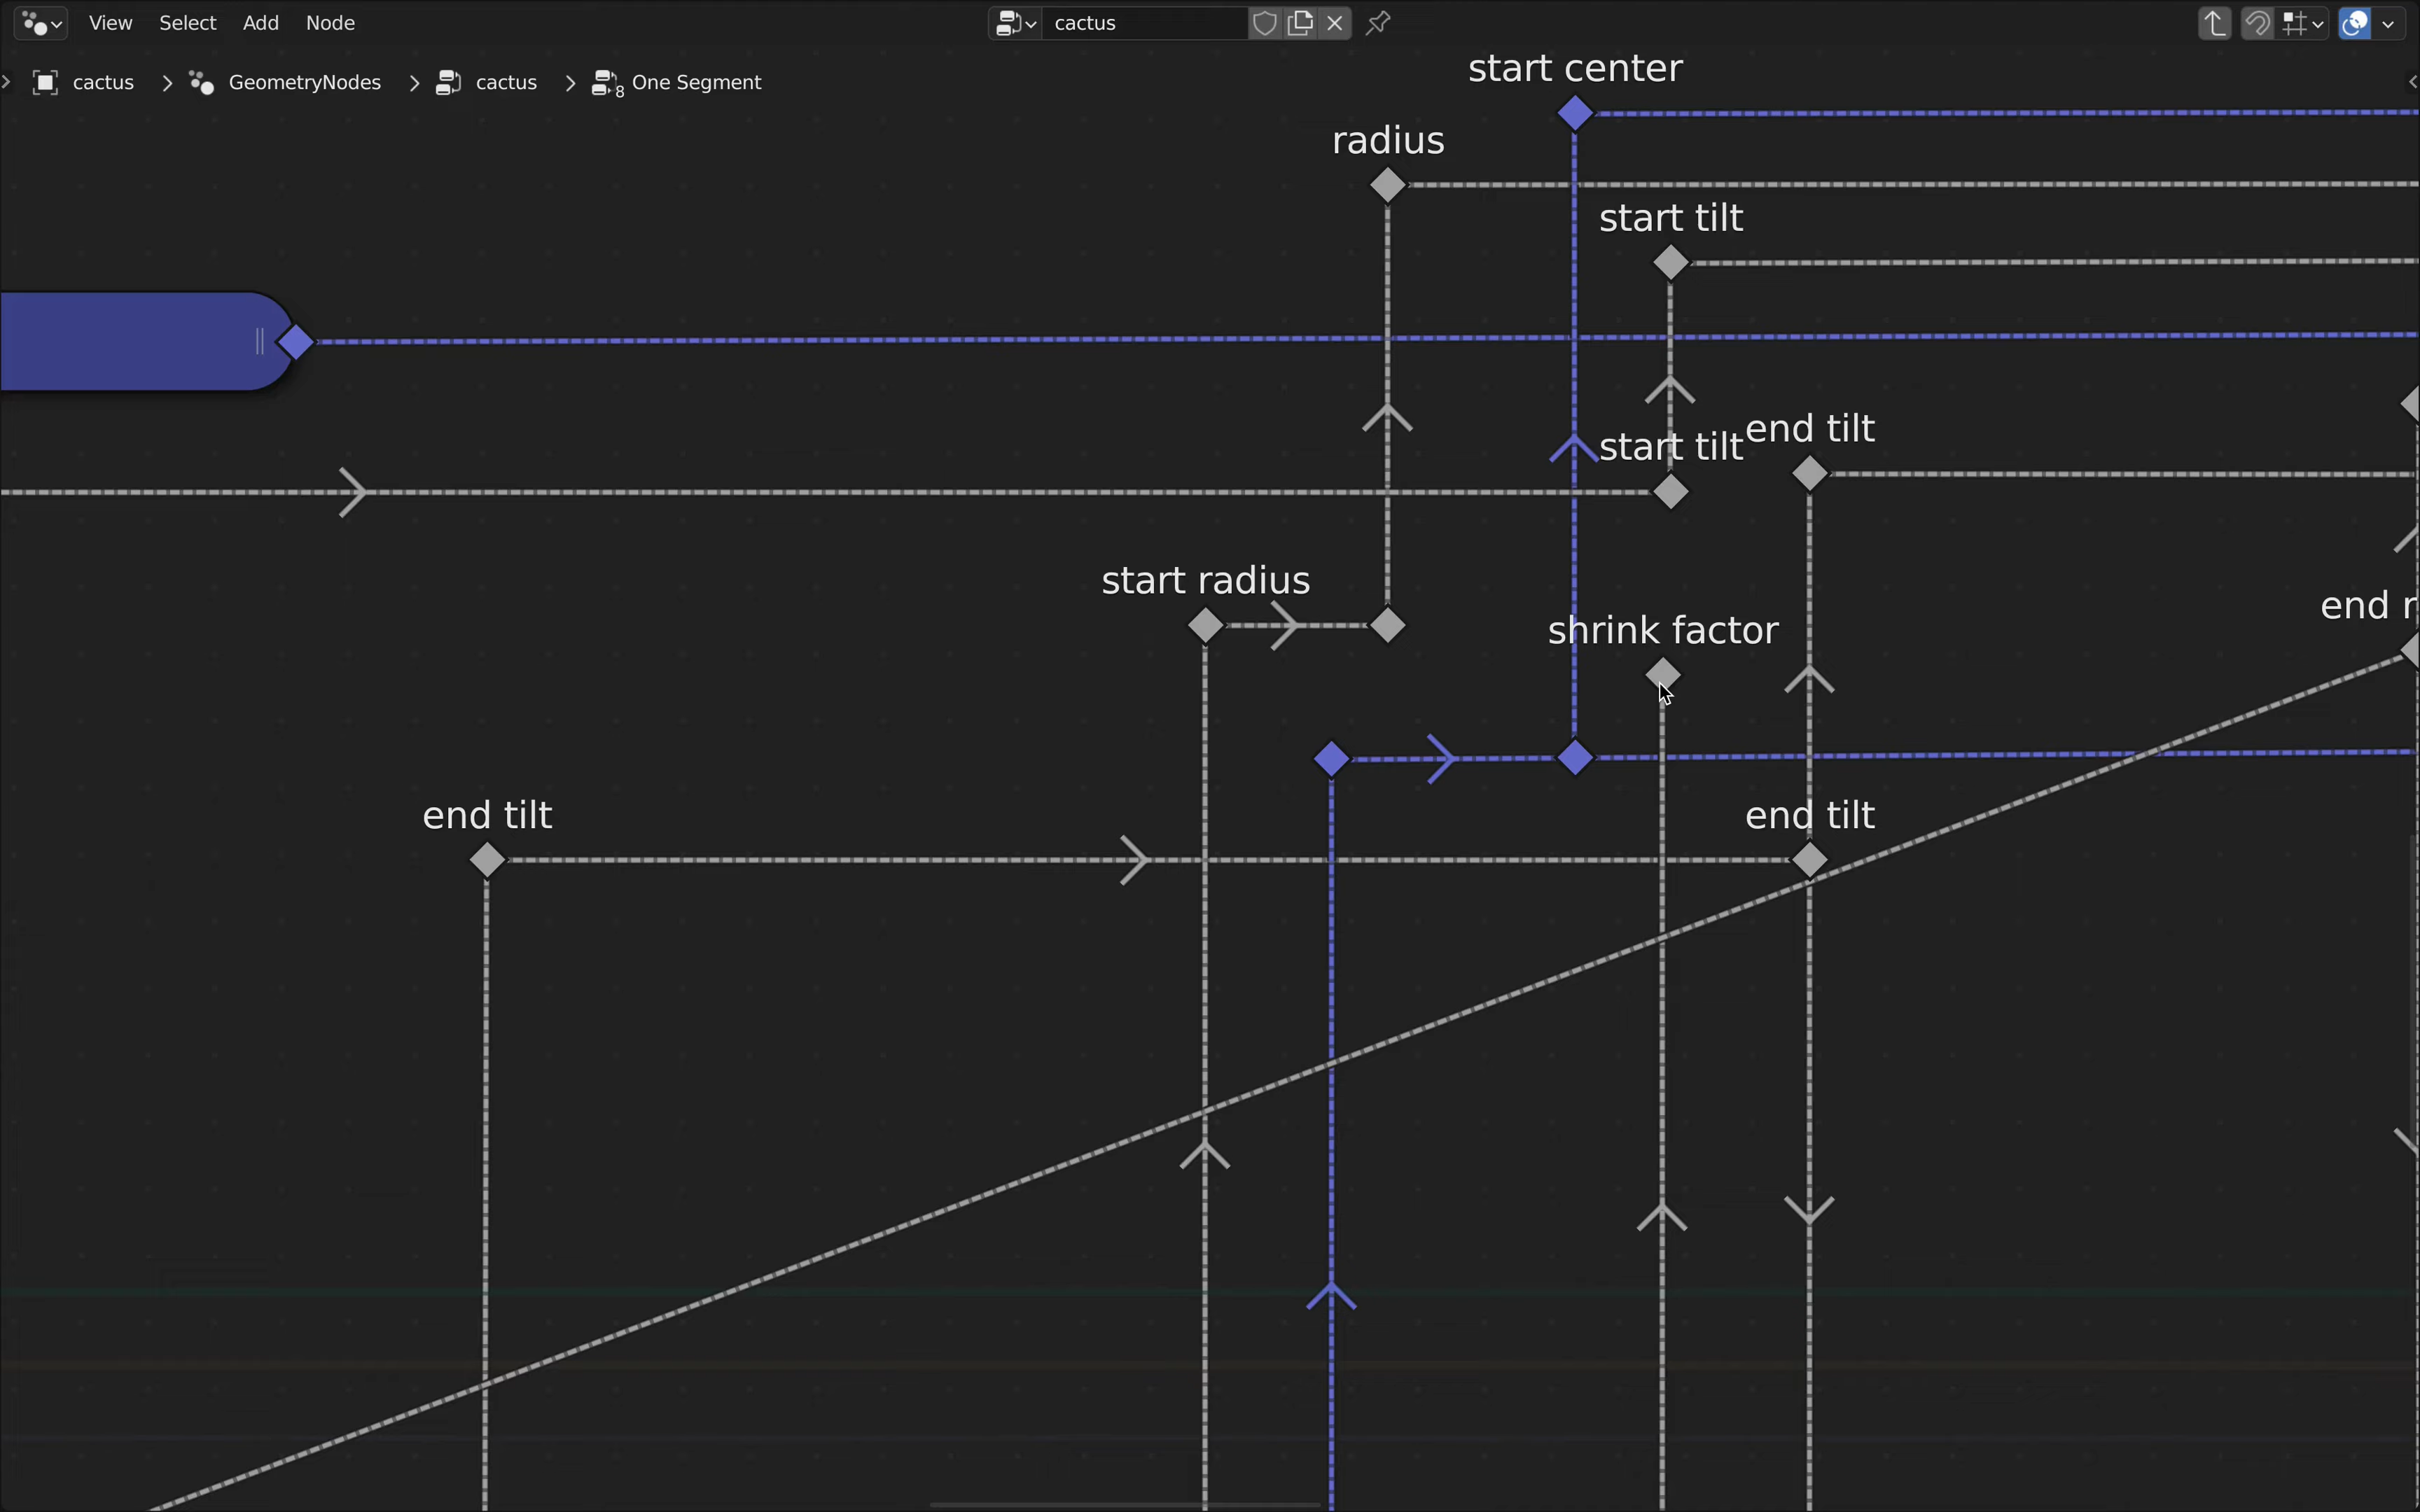 View Select Add Node cactus
cactus GeometryNodes cactus 8 One Segment
start center
radius
start tilt
start tilt
end tilt
start radius
shrink factor
end r
end tilt
end tilt